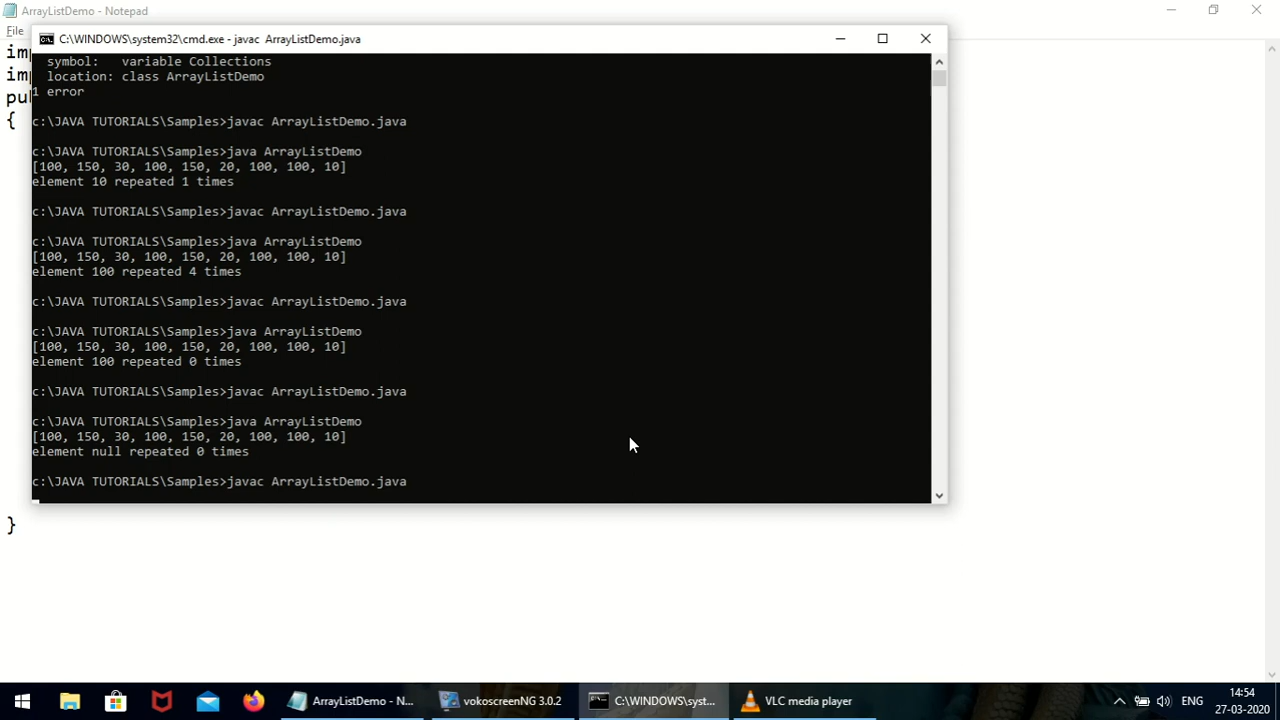 ArrayListDemo - Notepad
File
C:\WINDOWS\system32\cmd.exe - javac  ArrayListDemo.java
im
im
pu
{
symbol:   variable Collections
location: class ArrayListDemo
1 error
c:\JAVA TUTORIALS\Samples>javac ArrayListDemo.java
c:\JAVA TUTORIALS\Samples>java ArrayListDemo
[100, 150, 30, 100, 150, 20, 100, 100, 10]
element 10 repeated 1 times
c:\JAVA TUTORIALS\Samples>javac ArrayListDemo.java
c:\JAVA TUTORIALS\Samples>java ArrayListDemo
[100, 150, 30, 100, 150, 20, 100, 100, 10]
element 100 repeated 4 times
c:\JAVA TUTORIALS\Samples>javac ArrayListDemo.java
c:\JAVA TUTORIALS\Samples>java ArrayListDemo
[100, 150, 30, 100, 150, 20, 100, 100, 10]
element 100 repeated 0 times
c:\JAVA TUTORIALS\Samples>javac ArrayListDemo.java
c:\JAVA TUTORIALS\Samples>java ArrayListDemo
[100, 150, 30, 100, 150, 20, 100, 100, 10]
element null repeated 0 times
c:\JAVA TUTORIALS\Samples>javac ArrayListDemo.java
}
ArrayListDemo - N...
vokoscreenNG 3.0.2
C:\WINDOWS\syst...
VLC media player
ENG
14:54
27-03-2020